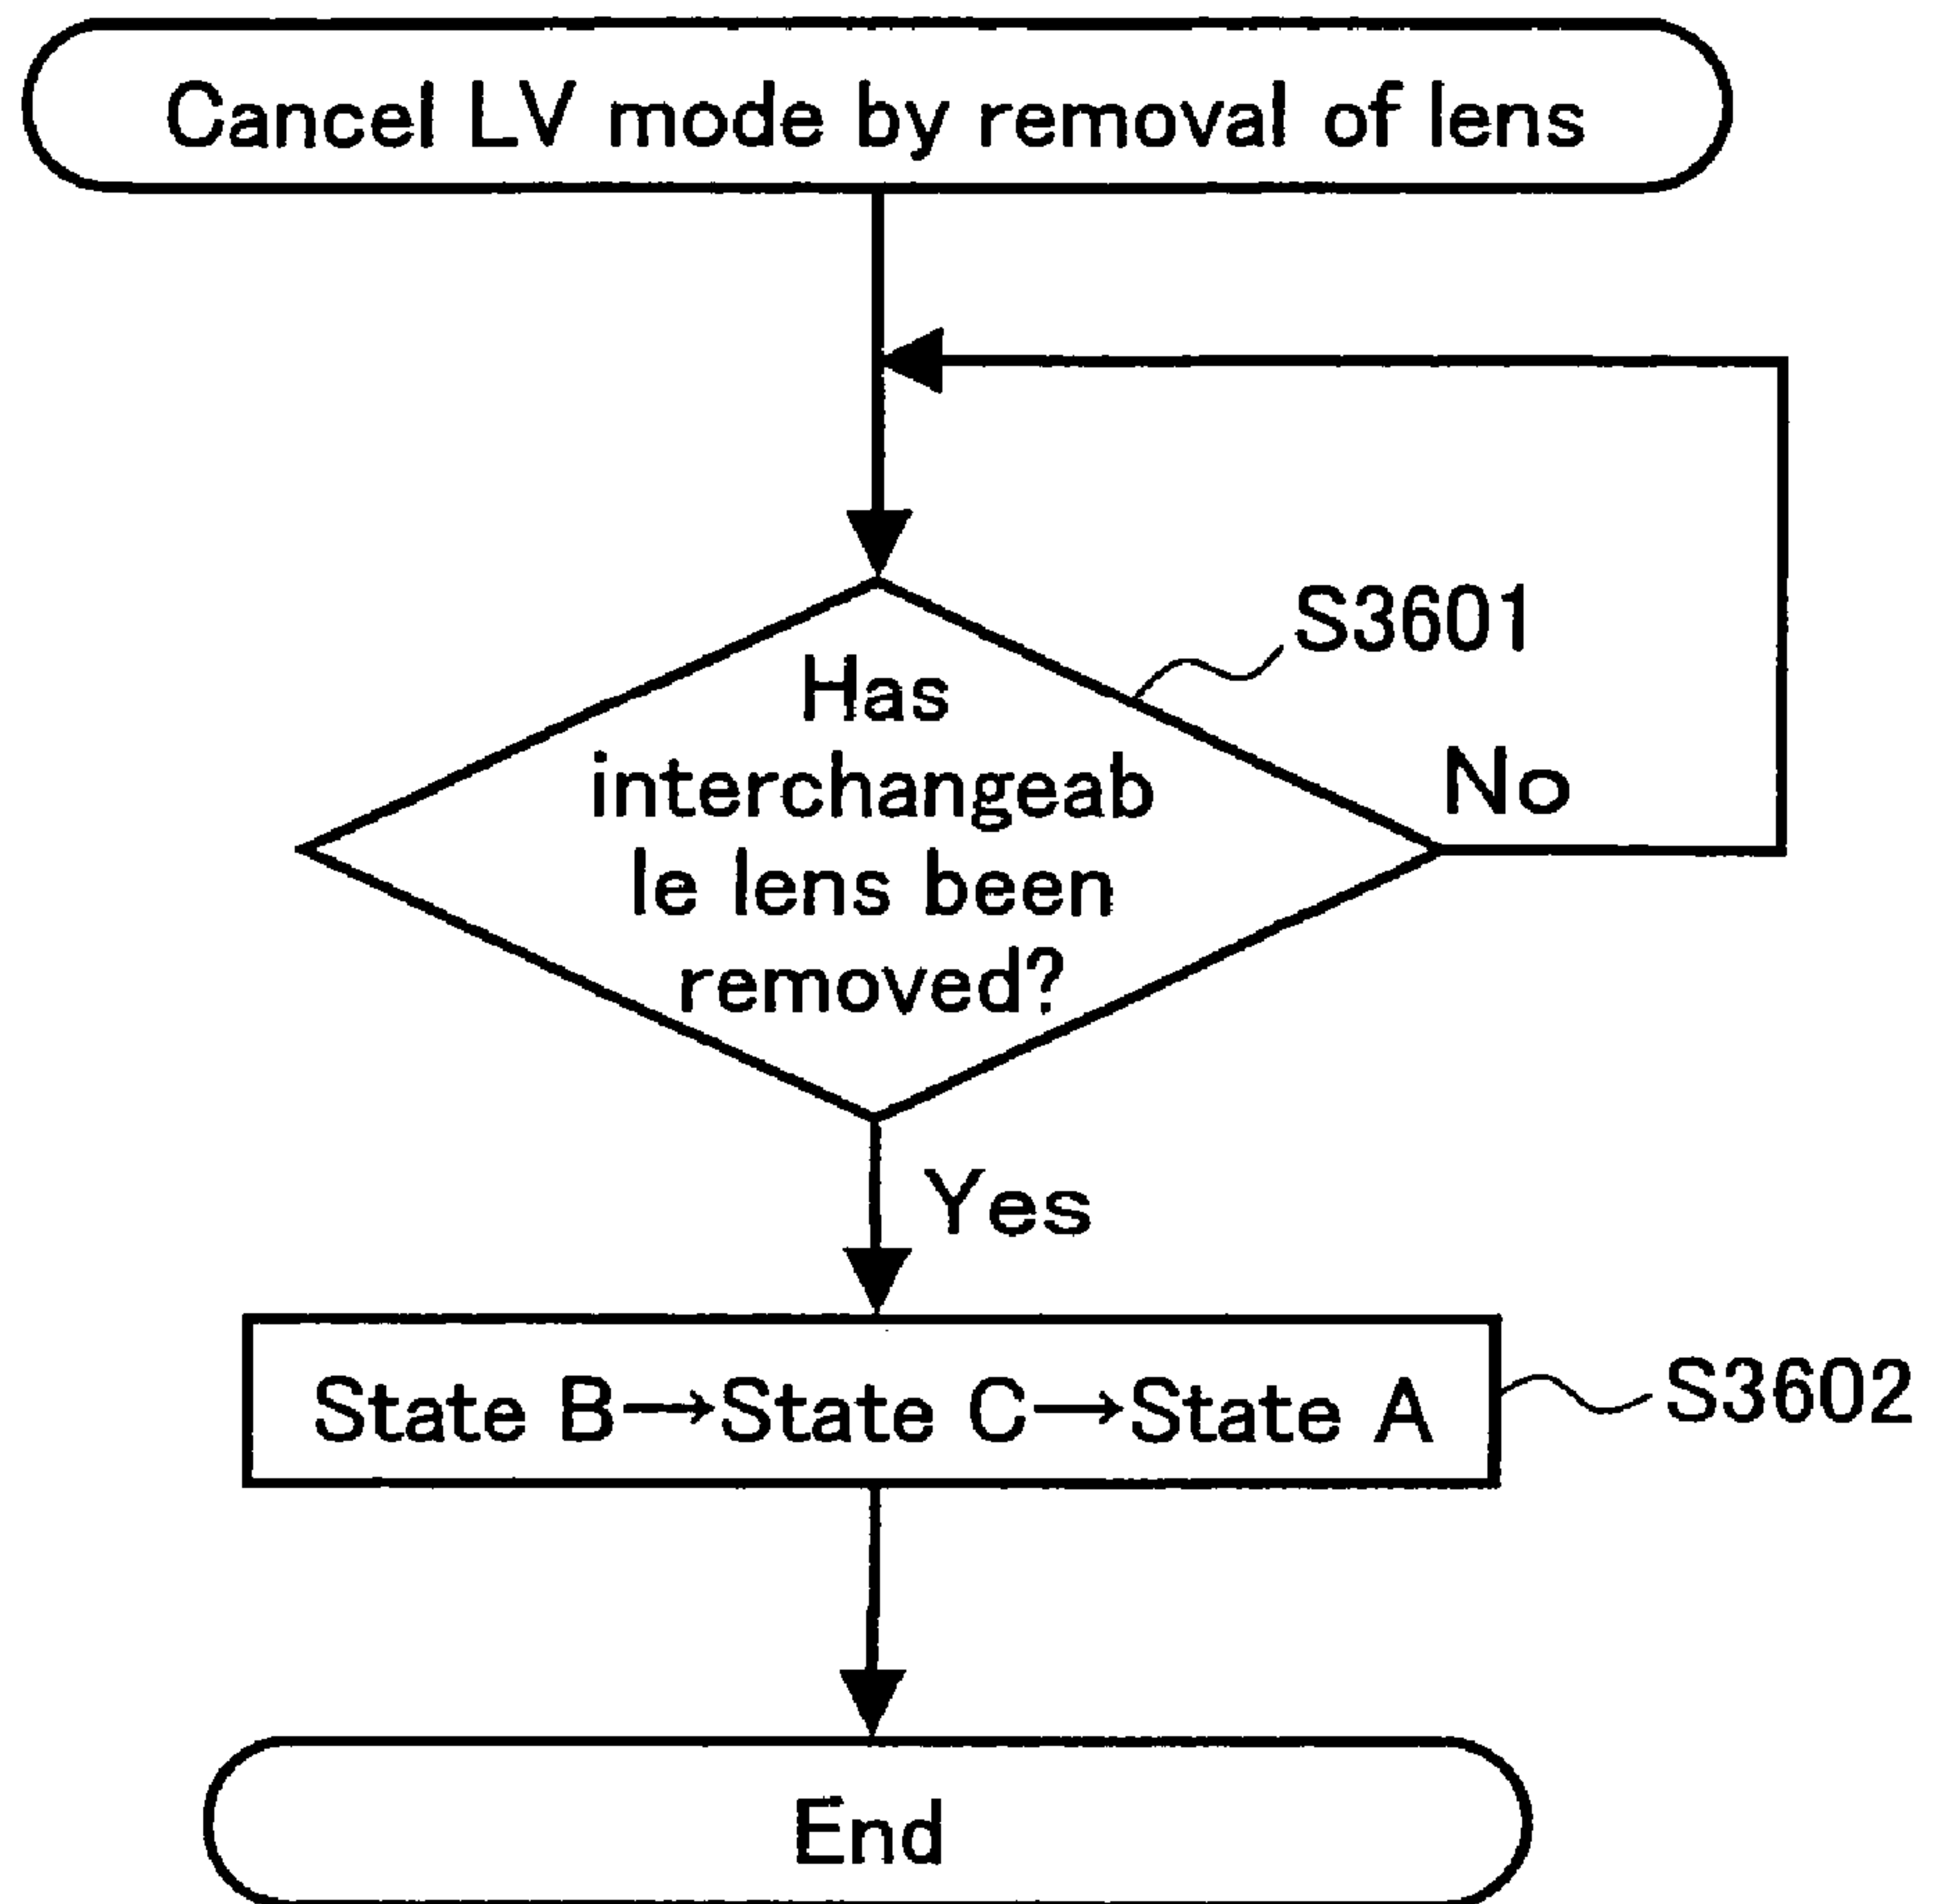 Cancel LV mode by removal of lens
S3601
Has
interchangeab
le lens been
removed?
No
Yes
State B→State C→State A
S3602
End